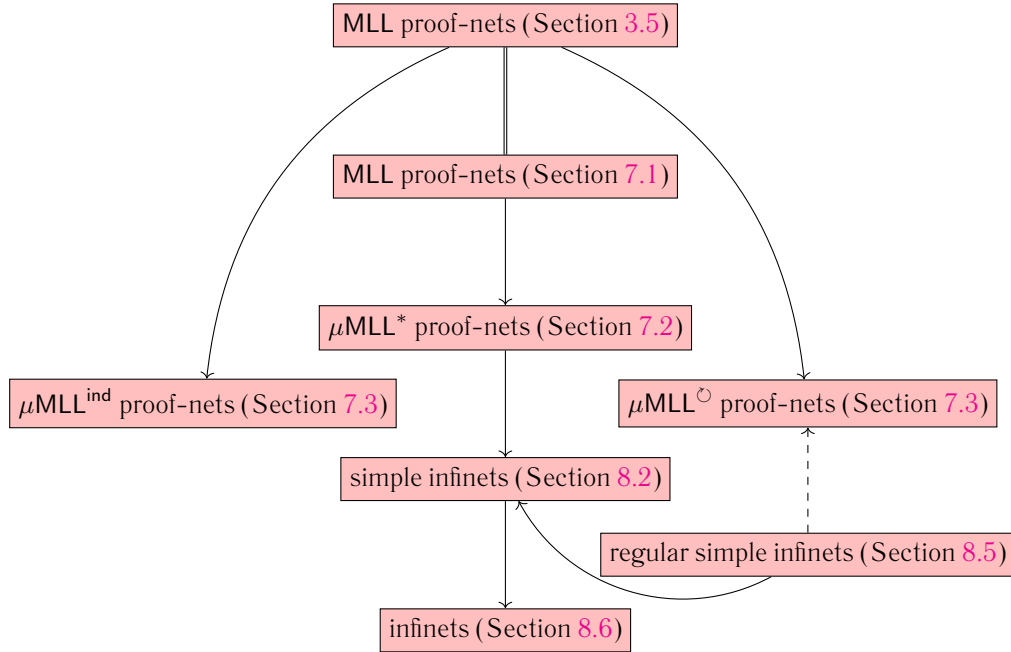 MLL proof-nets (Section 3.5)
MLL proof-nets (Section 7.1)
μMLL* proof-nets (Section 7.2)
μMLL^ind proof-nets (Section 7.3)
μMLL^↻ proof-nets (Section 7.3)
simple infinets (Section 8.2)
regular simple infinets (Section 8.5)
infinets (Section 8.6)